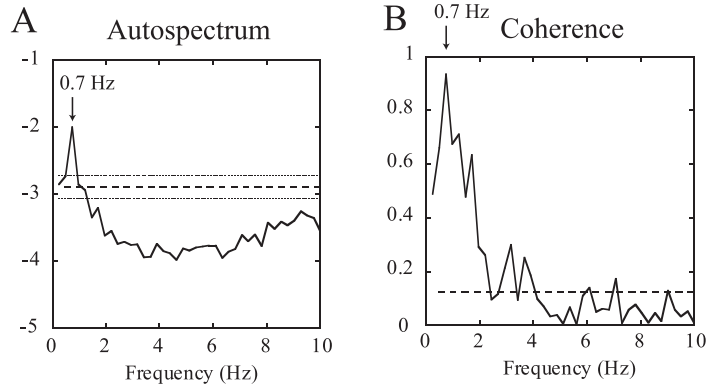 A
Autospectrum
0.7 Hz
-1
-2
-3
-4
-5
0 2 4 6 8 10
Frequency (Hz)
B
0.7 Hz
Coherence
1
0.8
0.6
0.4
0.2
0
0 2 4 6 8 10
Frequency (Hz)